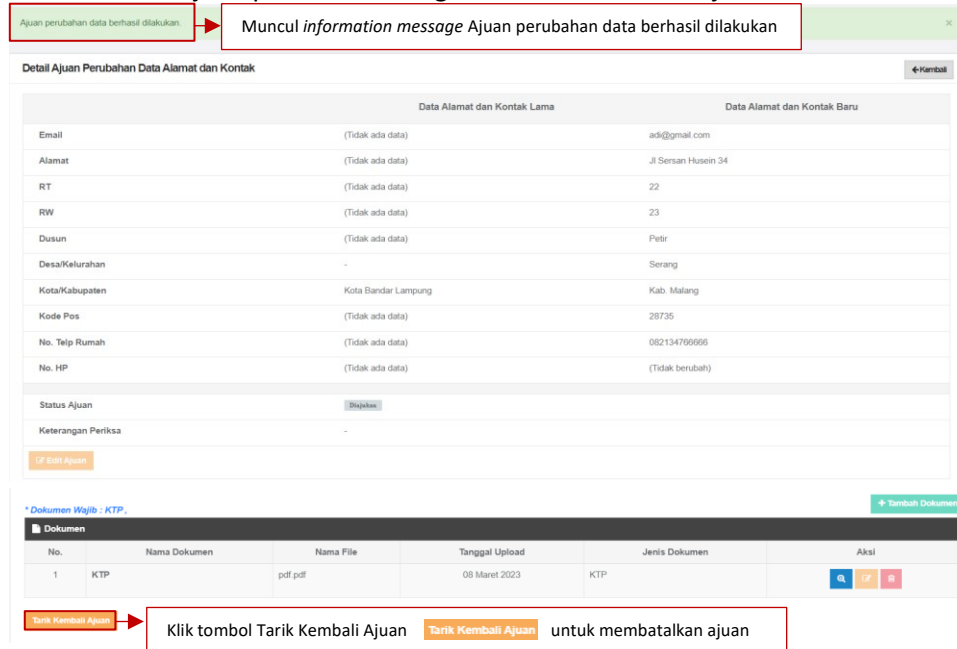 Ajuan perubahan data berhasil dilakukan.
Muncul information message Ajuan perubahan data berhasil dilakukan
×
Detail Ajuan Perubahan Data Alamat dan Kontak
Kembali
Data Alamat dan Kontak Lama Data Alamat dan Kontak Baru
Email (Tidak ada data) adi@gmail.com
Alamat (Tidak ada data) Jl Sersan Husein 34
RT (Tidak ada data) 22
RW (Tidak ada data) 23
Dusun (Tidak ada data) Petir
Desa/Kelurahan - Serang
Kota/Kabupaten Kota Bandar Lampung Kab. Malang
Kode Pos (Tidak ada data) 28735
No. Telp Rumah (Tidak ada data) 082134766666
No. HP (Tidak ada data) (Tidak berubah)
Status Ajuan Diajukan
Keterangan Periksa -
Edit Ajuan
* Dokumen Wajib : KTP ,
+ Tambah Dokumen
Dokumen
No. Nama Dokumen Nama File Tanggal Upload Jenis Dokumen Aksi
1 KTP pdf.pdf 08 Maret 2023 KTP
Tarik Kembali Ajuan
Klik tombol Tarik Kembali Ajuan Tarik Kembali Ajuan untuk membatalkan ajuan